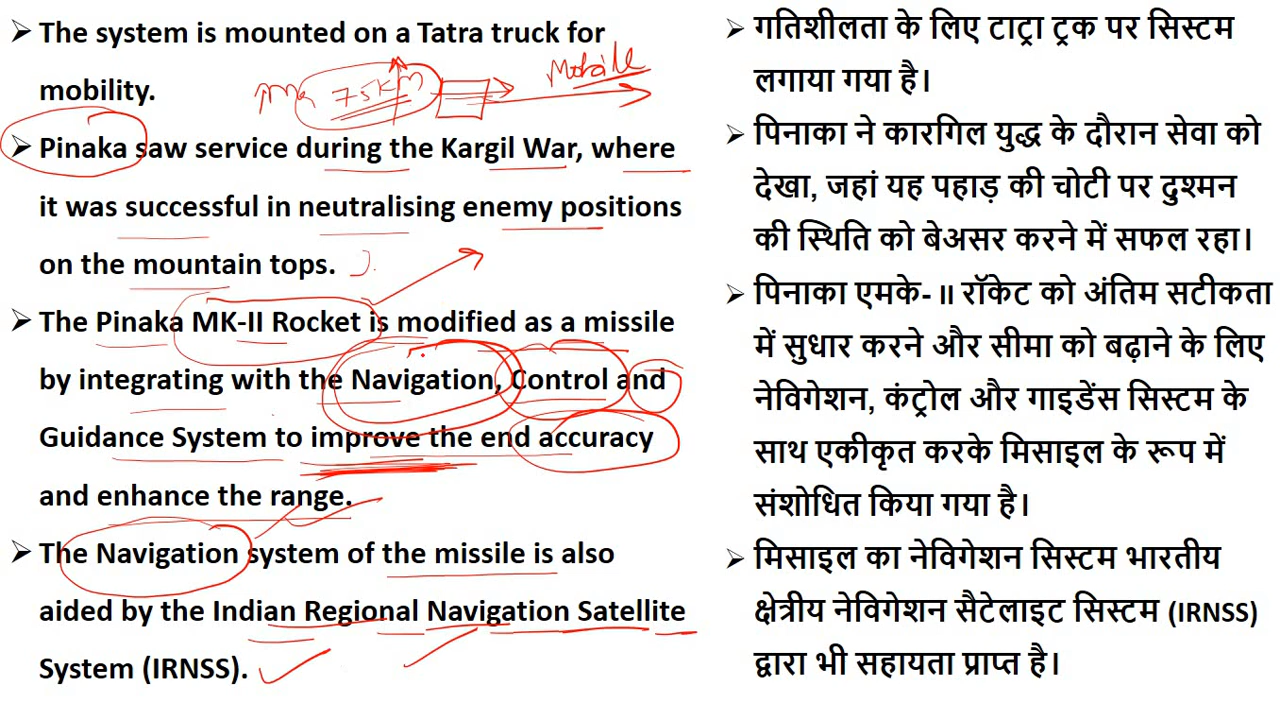 ➢ The system is mounted on a Tatra truck for
mobility.
75km
Mobile
➢ Pinaka saw service during the Kargil War, where
it was successful in neutralising enemy positions
on the mountain tops.
➢ The Pinaka MK-II Rocket is modified as a missile
by integrating with the Navigation, Control and
Guidance System to improve the end accuracy
and enhance the range.
➢ The Navigation system of the missile is also
aided by the Indian Regional Navigation Satellite
System (IRNSS).
➢ गतिशीलता के लिए टाट्रा ट्रक पर सिस्टम
लगाया गया है।
➢ पिनाका ने कारगिल युद्ध के दौरान सेवा को
देखा, जहां यह पहाड़ की चोटी पर दुश्मन
की स्थिति को बेअसर करने में सफल रहा।
➢ पिनाका एमके-॥ रॉकेट को अंतिम सटीकता
में सुधार करने और सीमा को बढ़ाने के लिए
नेविगेशन, कंट्रोल और गाइडेंस सिस्टम के
साथ एकीकृत करके मिसाइल के रूप में
संशोधित किया गया है।
➢ मिसाइल का नेविगेशन सिस्टम भारतीय
क्षेत्रीय नेविगेशन सैटेलाइट सिस्टम (IRNSS)
द्वारा भी सहायता प्राप्त है।